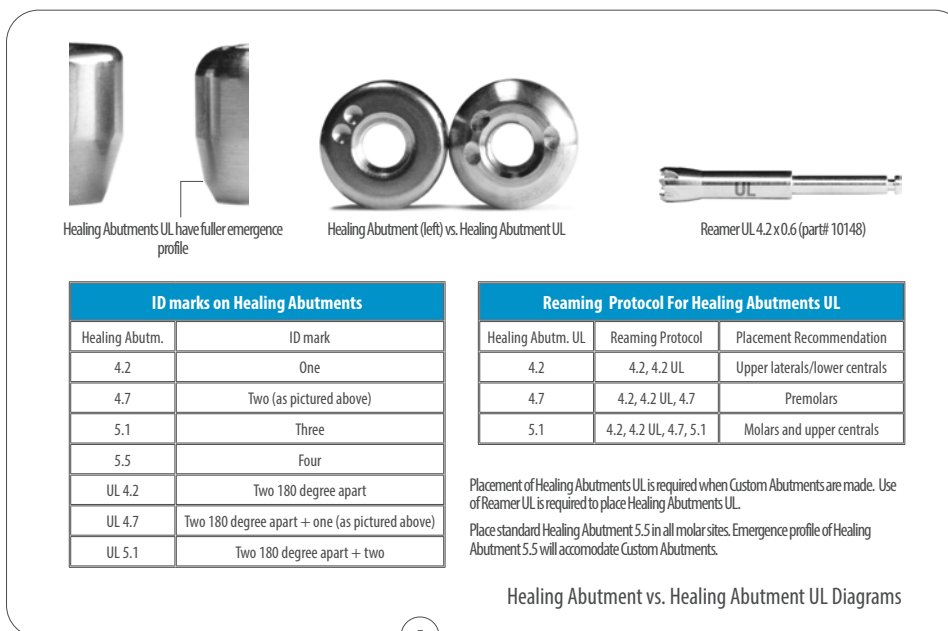 Healing Abutments UL have fuller emergence
profile
Healing Abutment (left) vs. Healing Abutment UL
UL
Reamer UL 4.2 x 0.6 (part# 10148)
ID marks on Healing Abutments
Healing Abutm. ID mark
4.2 One
4.7 Two (as pictured above)
5.1 Three
5.5 Four
UL 4.2 Two 180 degree apart
UL 4.7 Two 180 degree apart + one (as pictured above)
UL 5.1 Two 180 degree apart + two
Reaming Protocol For Healing Abutments UL
Healing Abutm. UL Reaming Protocol Placement Recommendation
4.2 4.2, 4.2 UL Upper laterals/lower centrals
4.7 4.2, 4.2 UL, 4.7 Premolars
5.1 4.2, 4.2 UL, 4.7, 5.1 Molars and upper centrals
Placement of Healing Abutments UL is required when Custom Abutments are made. Use
of Reamer UL is required to place Healing Abutments UL.
Place standard Healing Abutment 5.5 in all molar sites. Emergence profile of Healing
Abutment 5.5 will accomodate Custom Abutments.
Healing Abutment vs. Healing Abutment UL Diagrams